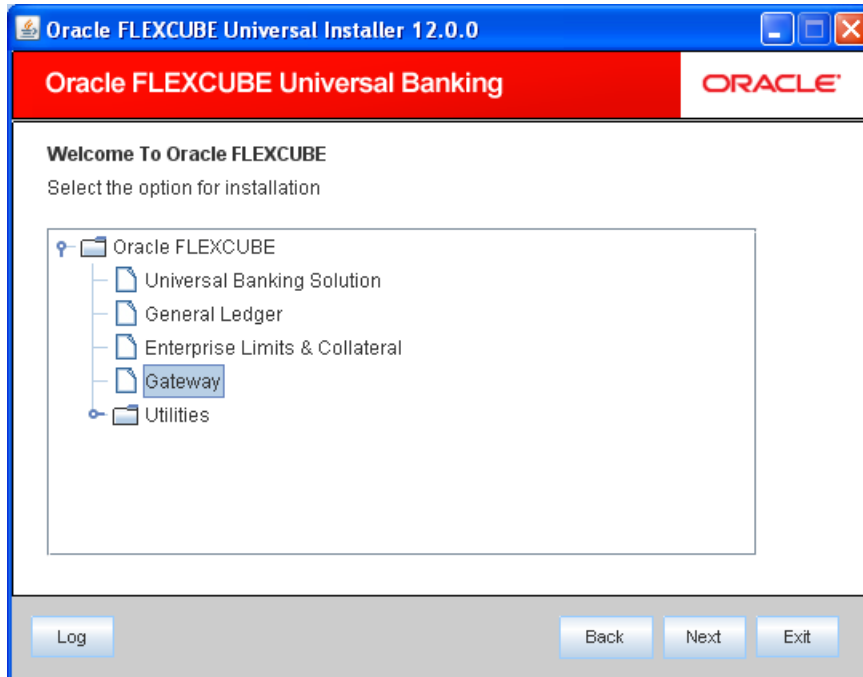 Oracle FLEXCUBE Universal Installer 12.0.0
Oracle FLEXCUBE Universal Banking
ORACLE
Welcome To Oracle FLEXCUBE
Select the option for installation
Oracle FLEXCUBE
Universal Banking Solution
General Ledger
Enterprise Limits & Collateral
Gateway
Utilities
Log Back Next Exit